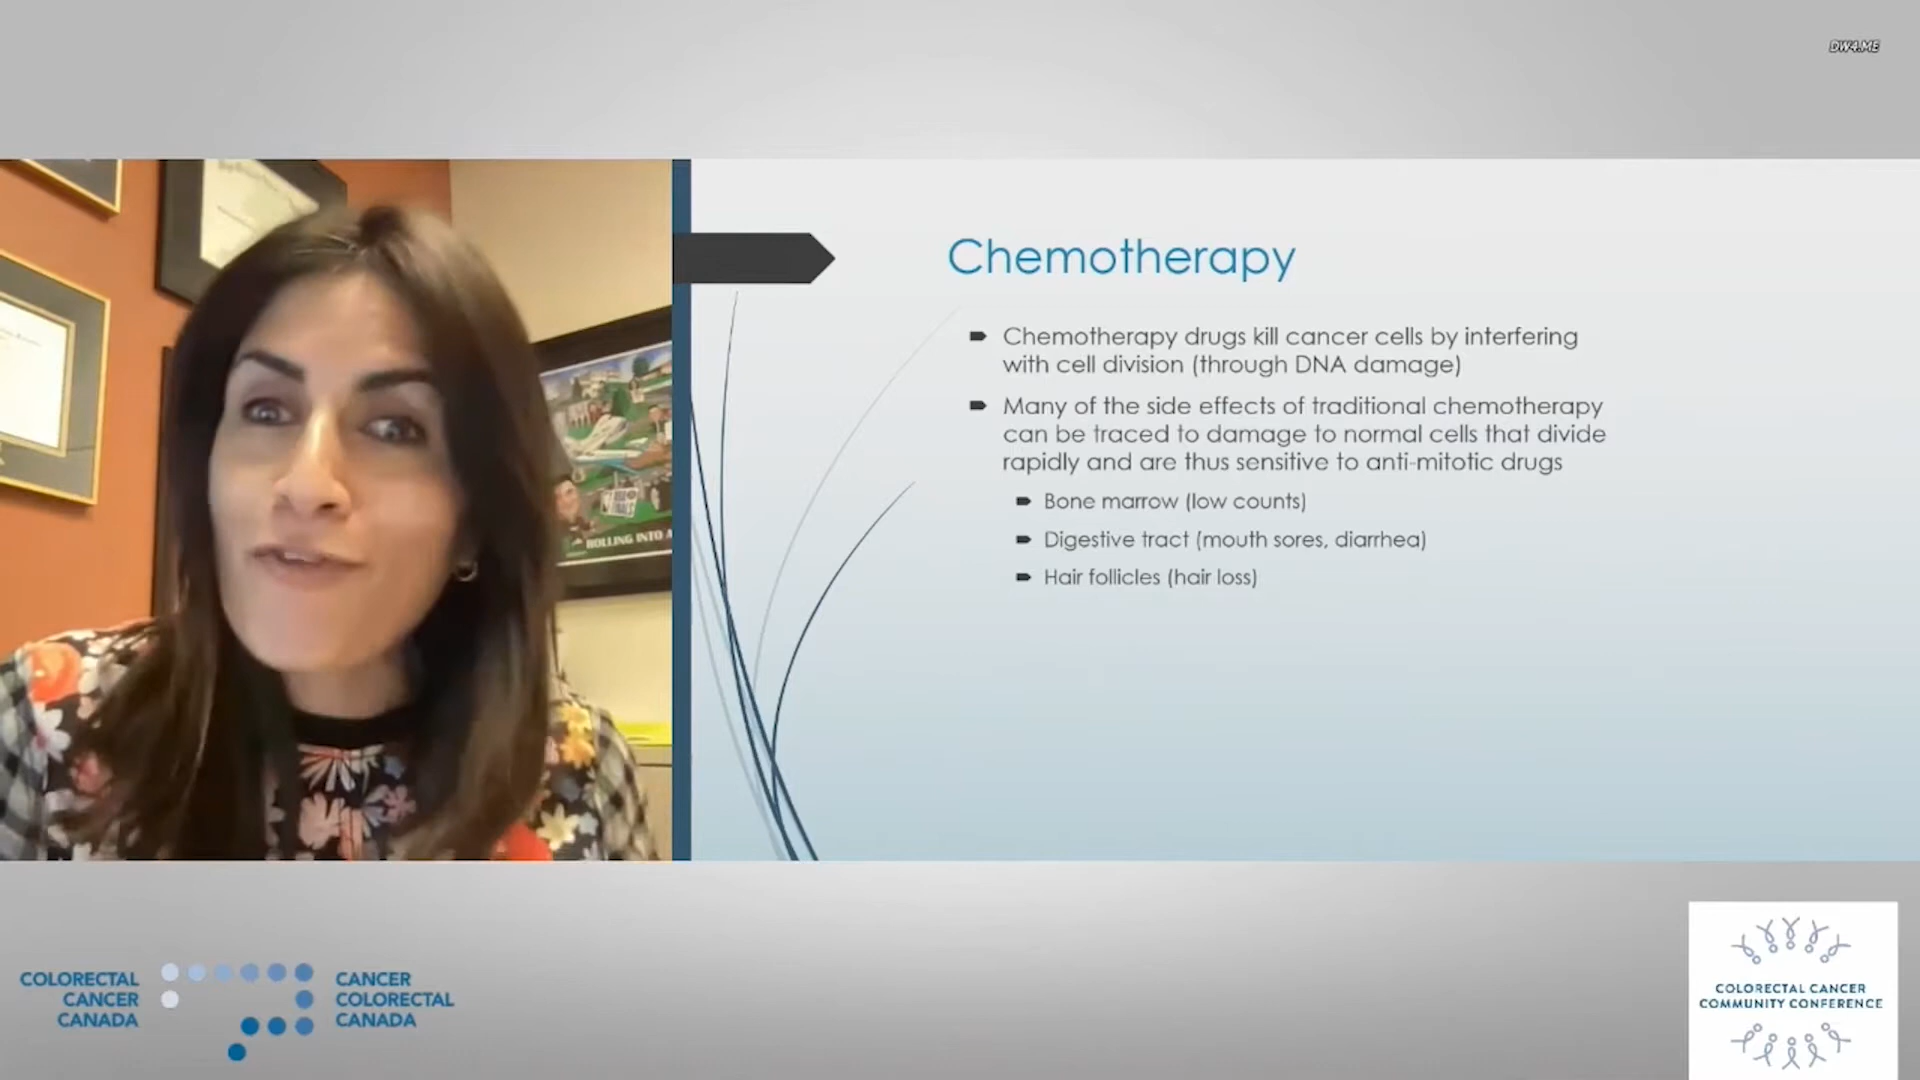 DW4.ME
Chemotherapy
Chemotherapy drugs kill cancer cells by interfering
with cell division (through DNA damage)
Many of the side effects of traditional chemotherapy
can be traced to damage to normal cells that divide
rapidly and are thus sensitive to anti-mitotic drugs
Bone marrow (low counts)
Digestive tract (mouth sores, diarrhea)
Hair follicles (hair loss)
FINALS
ROLLING INTO
COLORECTAL
CANCER
CANADA
CANCER
COLORECTAL
CANADA
COLORECTAL CANCER
COMMUNITY CONFERENCE